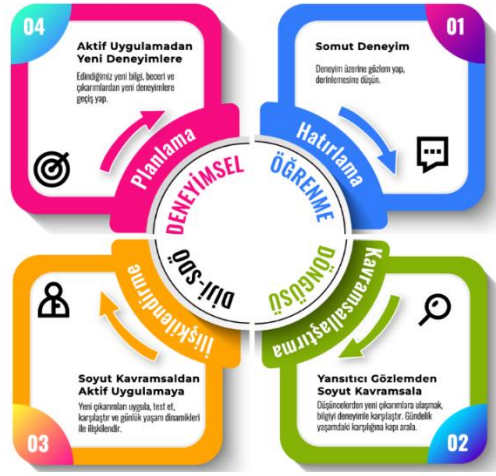 04
Aktif Uygulamadan
Yeni Deneyimlere
Edindiğimiz yeni bilgi, beceri ve
çıkarımlardan yeni deneyimlere
geçiş yap.
Planlama
01
Somut Deneyim
Deneyim üzerine gözlem yap,
derinlemesine düşün.
Hatırlama
DENEYİMSEL
ÖĞRENME
DÖNGÜSÜ
DİJİ-SDÖ
İlişkilendirme
Soyut Kavramsaldan
Aktif Uygulamaya
Yeni çıkarımları uygula, test et,
karşılaştır ve günlük yaşam dinamikleri
ile ilişkilendir.
03
Kavramsallaştırma
Yansıtıcı Gözlemden
Soyut Kavramsala
Düşüncelerden yeni çıkarımlara ulaşmak,
bilgiyi deneyimle karşılaştır. Gündelik
yaşamdaki karşılığına kapı arala.
02